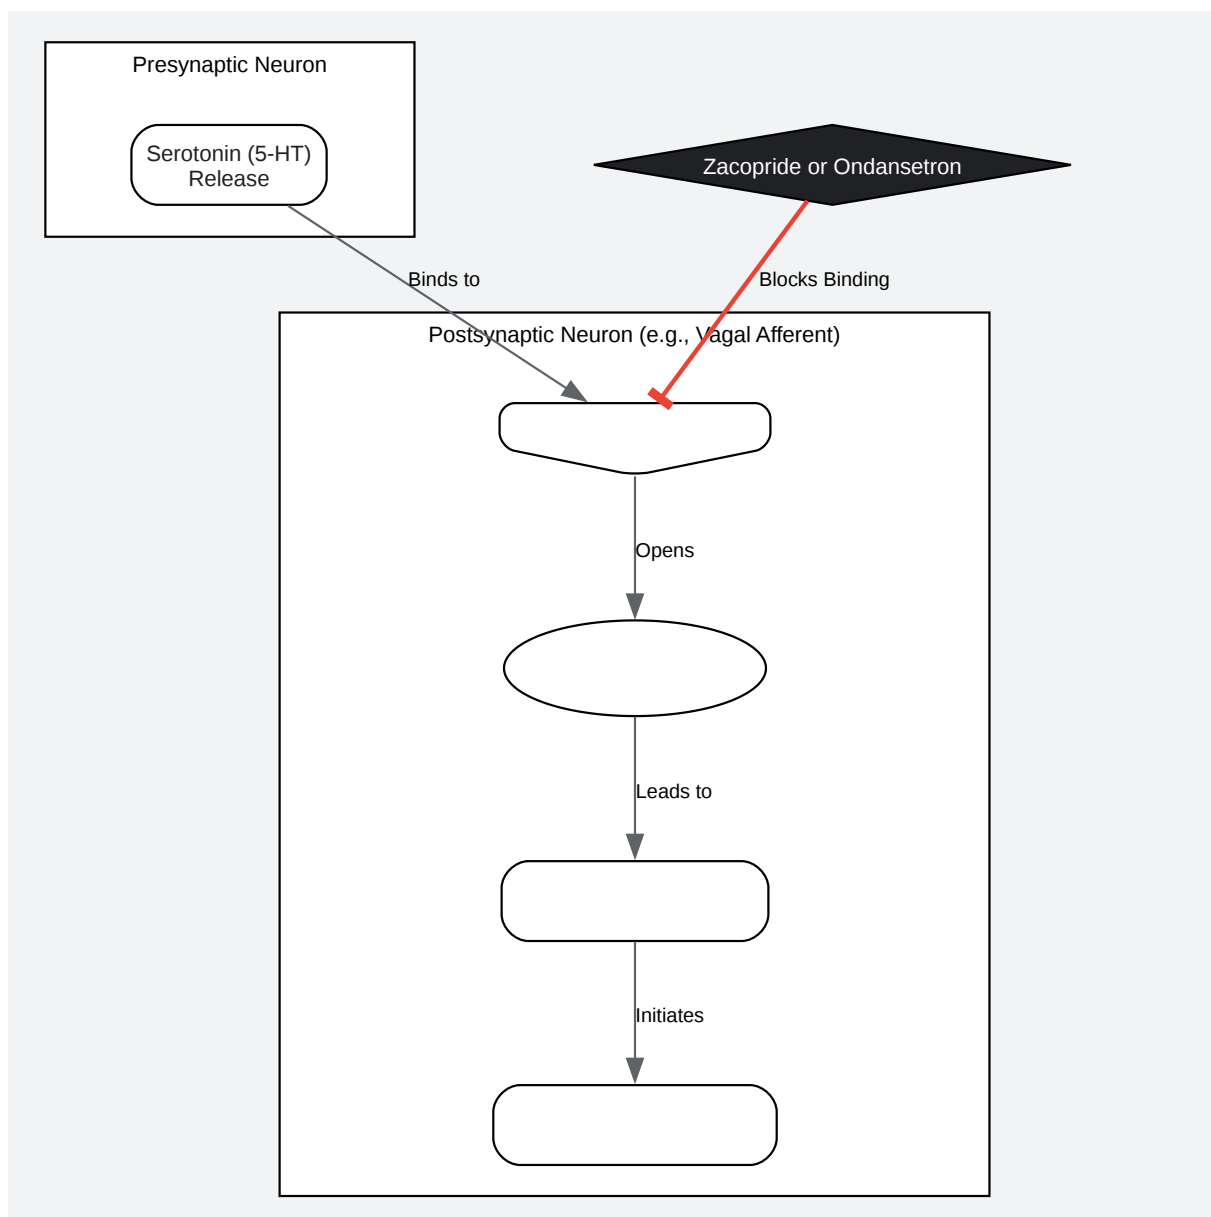 Presynaptic Neuron
Serotonin (5-HT)
Release
Zacopride or Ondansetron
Binds to
Blocks Binding
Postsynaptic Neuron (e.g., Vagal Afferent)
Opens
Leads to
Initiates